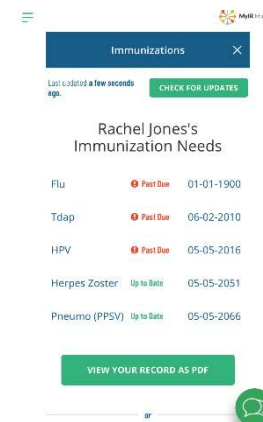 MyIR
Immunizations
Last updated a few seconds
ago.
CHECK FOR UPDATES
Rachel Jones's
Immunization Needs
Flu Past Due 01-01-1900
Tdap Past Due 06-02-2010
HPV Past Due 05-05-2016
Herpes Zoster Up to Date 05-05-2051
Pneumo (PPSV) Up to Date 05-05-2066
VIEW YOUR RECORD AS PDF
or